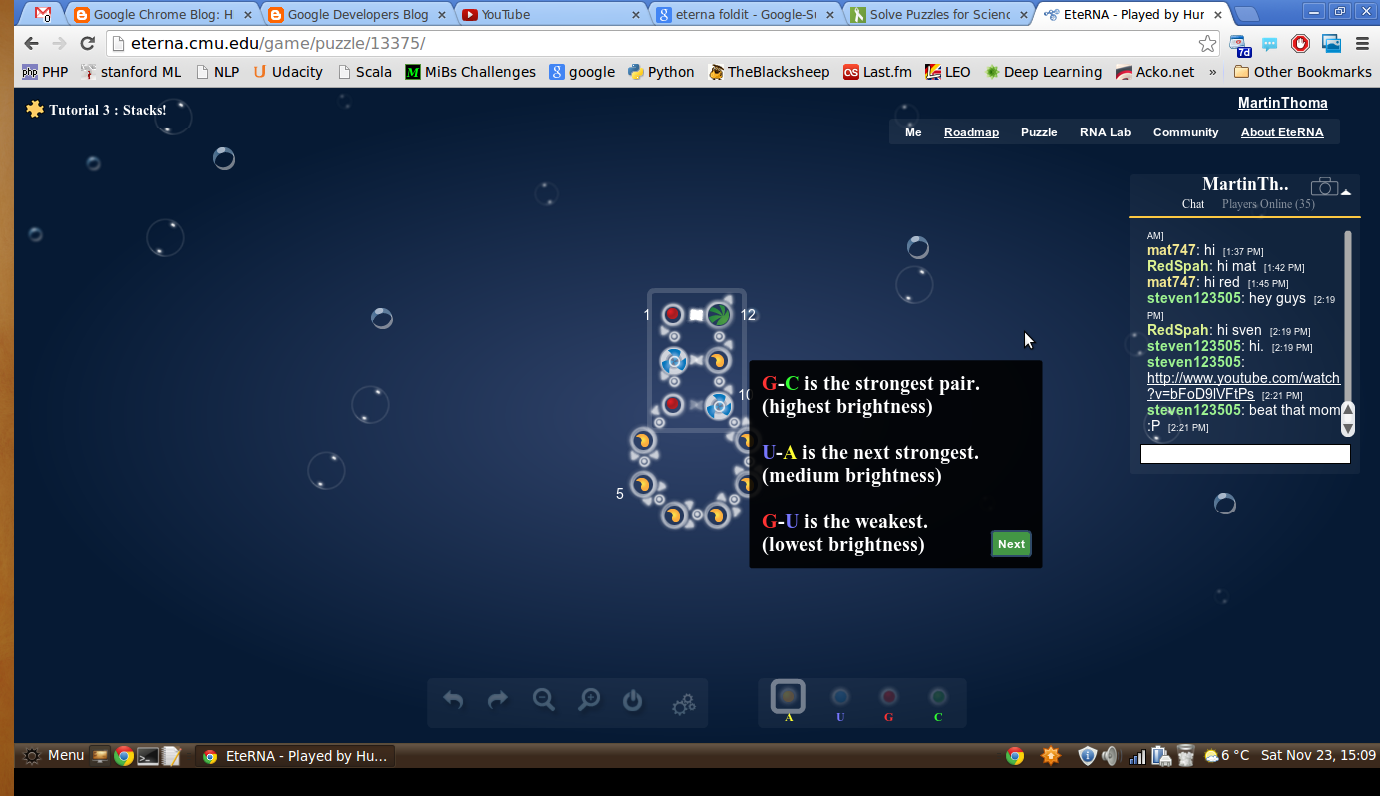 Google Chrome Blog: H
Google Developers Blog
YouTube
eterna foldit - Google-Su
Solve Puzzles for Scienc
EteRNA - Played by Hur
eterna.cmu.edu/game/puzzle/13375/
7d
php PHP
stanford ML
NLP
U Udacity
Scala
M MiBs Challenges
8 google
Python
TheBlacksheep
os Last.fm
LEO
Deep Learning
Acko.net
»
Other Bookmarks
Tutorial 3 : Stacks!
MartinThoma
Me
Roadmap
Puzzle
RNA Lab
Community
About EteRNA
MartinTh..
Chat
Players Online (35)
AM]
mat747: hi [1:37 PM]
RedSpah: hi mat [1:42 PM]
mat747: hi red [1:45 PM]
steven123505: hey guys [2:19
PM]
RedSpah: hi sven [2:19 PM]
steven123505: hi. [2:19 PM]
steven123505:
http://www.youtube.com/watch
?v=bFoD9lVFtPs [2:21 PM]
steven123505: beat that mom
:P [2:21 PM]
1
12
10
5
G-C is the strongest pair.
(highest brightness)
U-A is the next strongest.
(medium brightness)
G-U is the weakest.
(lowest brightness)
Next
A
U
G
C
Menu
EteRNA - Played by Hu...
6 °C
Sat Nov 23, 15:09